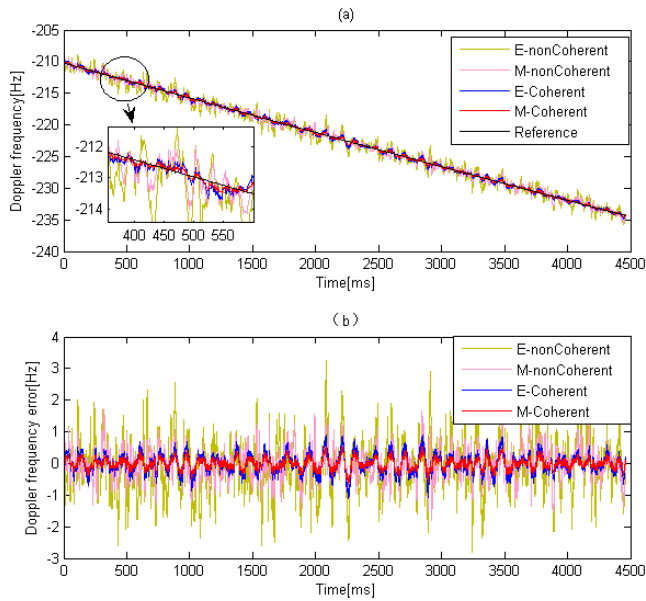 (a)
-205
-210
-215
-220
-225
-230
-235
-240
Doppler frequency[Hz]
E-nonCoherent
M-nonCoherent
E-Coherent
M-Coherent
Reference
-212
-213
-214
400 450 500 550
0 500 1000 1500 2000 2500 3000 3500 4000 4500
Time[ms]
(b)
4
3
2
1
0
-1
-2
-3
Doppler frequency error[Hz]
E-nonCoherent
M-nonCoherent
E-Coherent
M-Coherent
0 500 1000 1500 2000 2500 3000 3500 4000 4500
Time[ms]